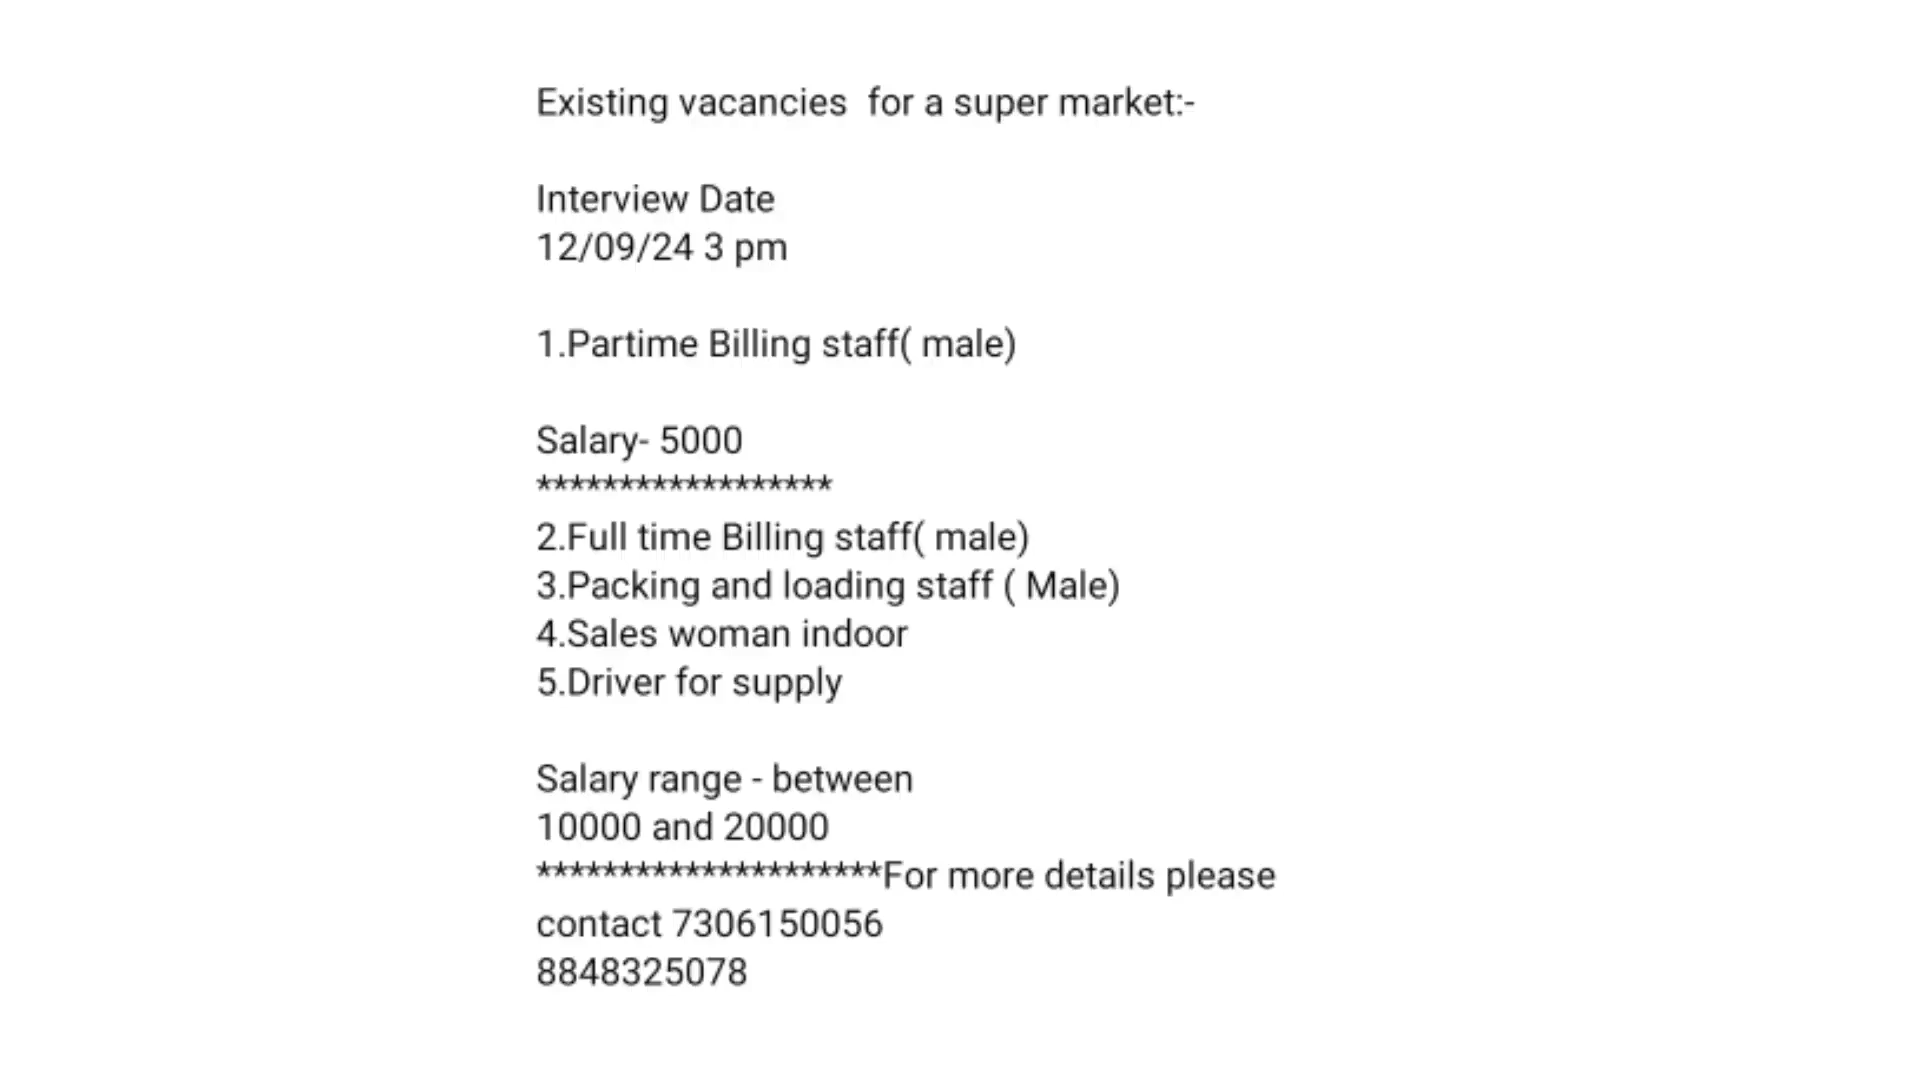 Existing vacancies  for a super market:-
Interview Date
12/09/24 3 pm
1.Partime Billing staff( male)
Salary- 5000
******************
2.Full time Billing staff( male)
3.Packing and loading staff ( Male)
4.Sales woman indoor
5.Driver for supply
Salary range - between
10000 and 20000
*********************For more details please
contact 7306150056
8848325078